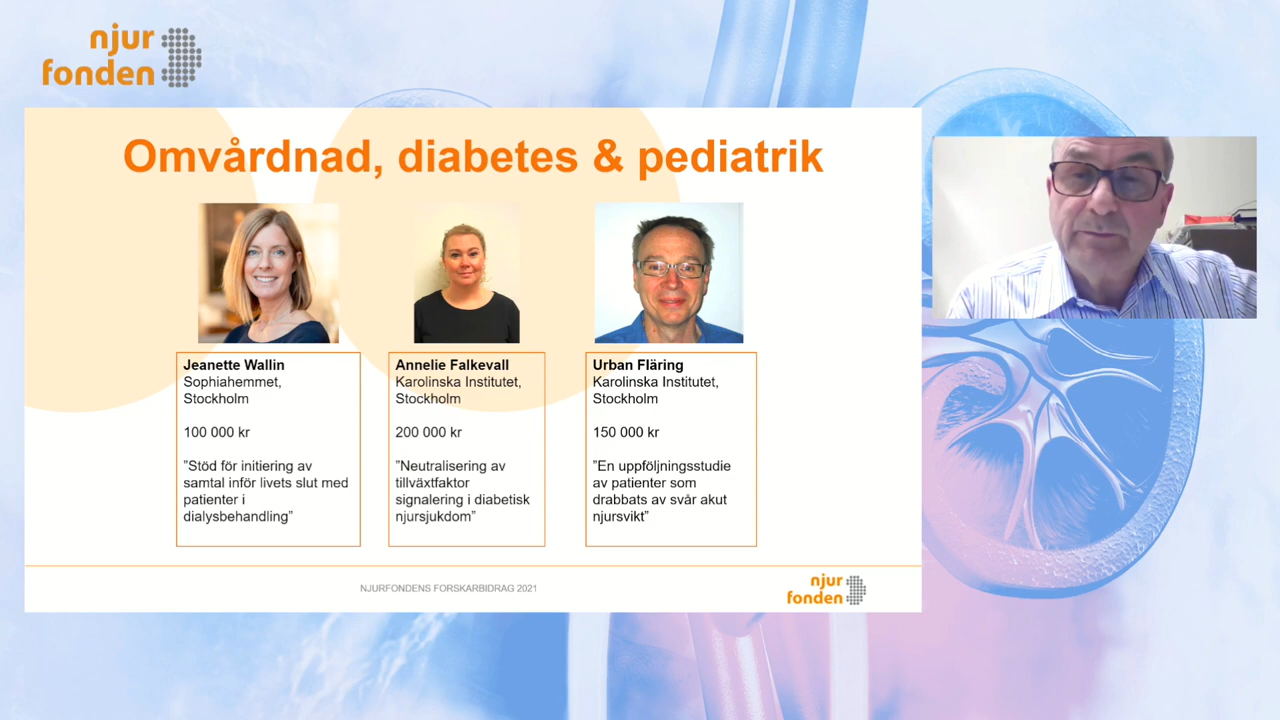 njur
fonden
Omvårdnad, diabetes & pediatrik
Jeanette Wallin
Sophiahemmet,
Stockholm
100 000 kr
"Stöd för initiering av
samtal inför livets slut med
patienter i
dialysbehandling"
Annelie Falkevall
Karolinska Institutet,
Stockholm
200 000 kr
"Neutralisering av
tillväxtfaktor
signalering i diabetisk
njursjukdom"
Urban Fläring
Karolinska Institutet,
Stockholm
150 000 kr
"En uppföljningsstudie
av patienter som
drabbats av svår akut
njursvikt"
NJURFONDENS FORSKARBIDRAG 2021
njur
fonden